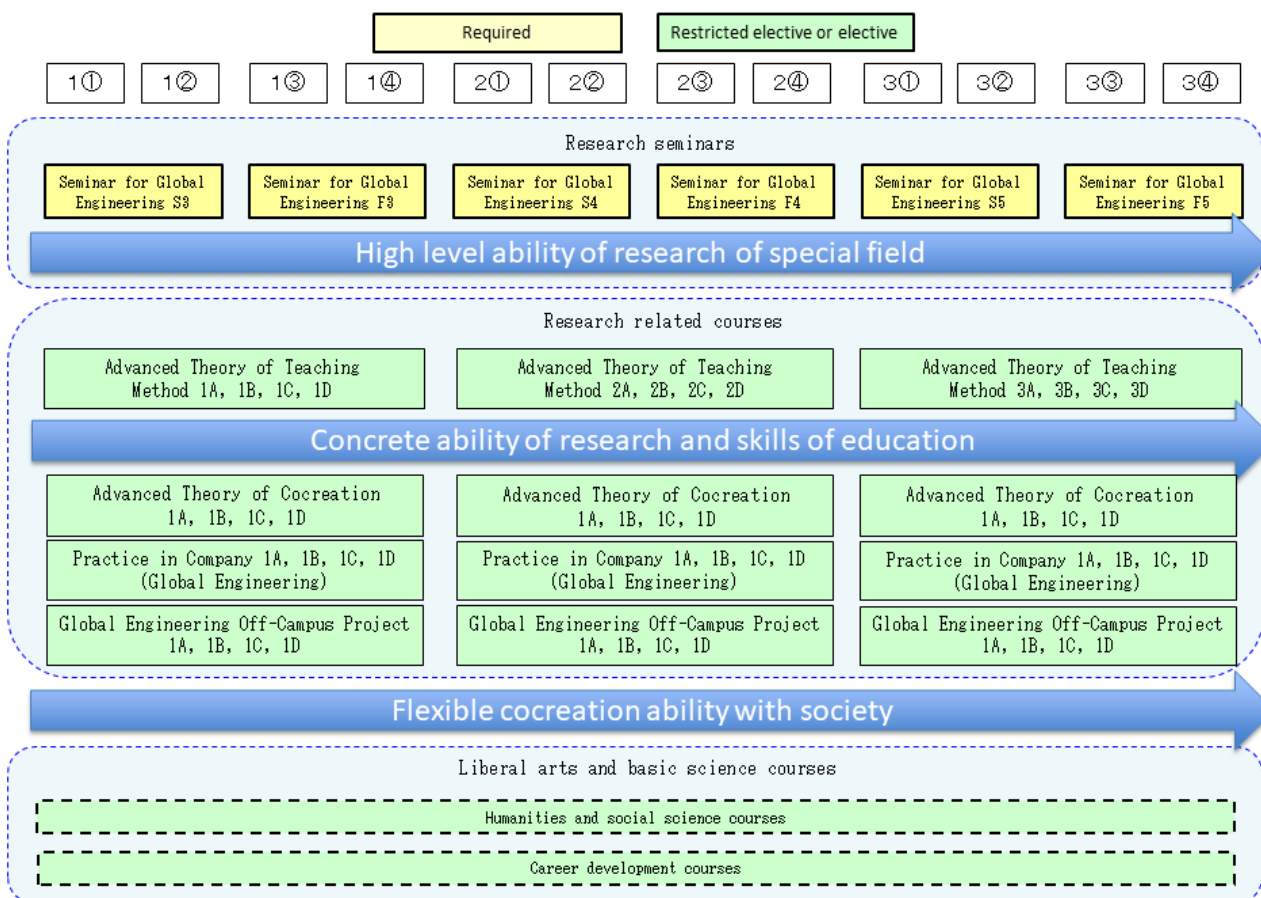 Required
Restricted elective or elective
1① 1② 1③ 1④ 2① 2② 2③ 2④ 3① 3② 3③ 3④
Research seminars
Seminar for Global
Engineering S3
Seminar for Global
Engineering F3
Seminar for Global
Engineering S4
Seminar for Global
Engineering F4
Seminar for Global
Engineering S5
Seminar for Global
Engineering F5
High level ability of research of special field
Research related courses
Advanced Theory of Teaching
Method 1A, 1B, 1C, 1D
Advanced Theory of Teaching
Method 2A, 2B, 2C, 2D
Advanced Theory of Teaching
Method 3A, 3B, 3C, 3D
Concrete ability of research and skills of education
Advanced Theory of Cocreation
1A, 1B, 1C, 1D
Advanced Theory of Cocreation
1A, 1B, 1C, 1D
Advanced Theory of Cocreation
1A, 1B, 1C, 1D
Practice in Company 1A, 1B, 1C, 1D
(Global Engineering)
Practice in Company 1A, 1B, 1C, 1D
(Global Engineering)
Practice in Company 1A, 1B, 1C, 1D
(Global Engineering)
Global Engineering Off-Campus Project
1A, 1B, 1C, 1D
Global Engineering Off-Campus Project
1A, 1B, 1C, 1D
Global Engineering Off-Campus Project
1A, 1B, 1C, 1D
Flexible cocreation ability with society
Liberal arts and basic science courses
Humanities and social science courses
Career development courses